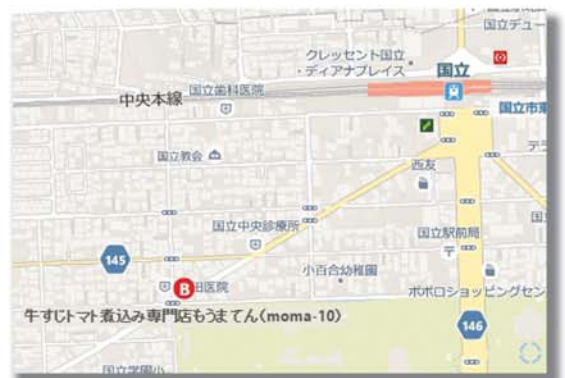 国立デュー
クレッセント国立
・ディアナプレイス
国立
国立歯科医院
中央本線
国立市東
国立教会
テラ
西友
国立中央診療所
国立駅前局
145
小百合幼稚園
B
田医院
ポポロショッピングセン
牛すじトマト煮込み専門店もうまてん(moma-10)
146
国立学園小